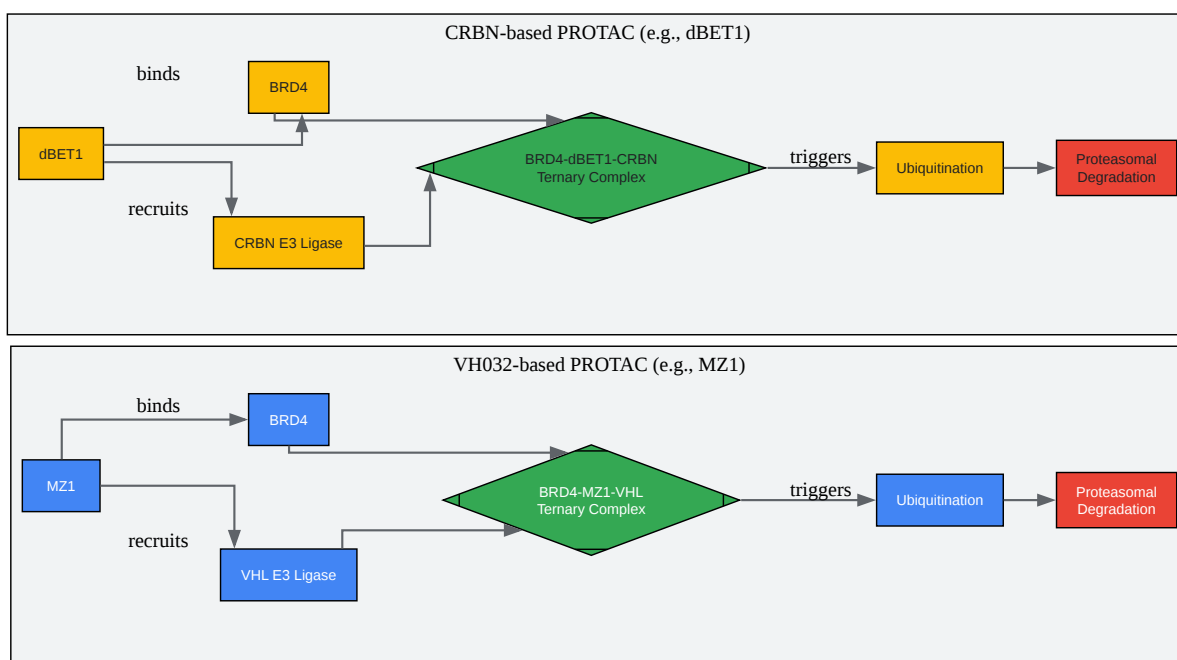 CRBN-based PROTAC (e.g., dBET1)
binds
BRD4
dBET1
BRD4-dBET1-CRBN
Ternary Complex
triggers
Ubiquitination
Proteasomal
Degradation
recruits
CRBN E3 Ligase
VH032-based PROTAC (e.g., MZ1)
binds
BRD4
MZ1
BRD4-MZ1-VHL
Ternary Complex
triggers
Ubiquitination
Proteasomal
Degradation
recruits
VHL E3 Ligase